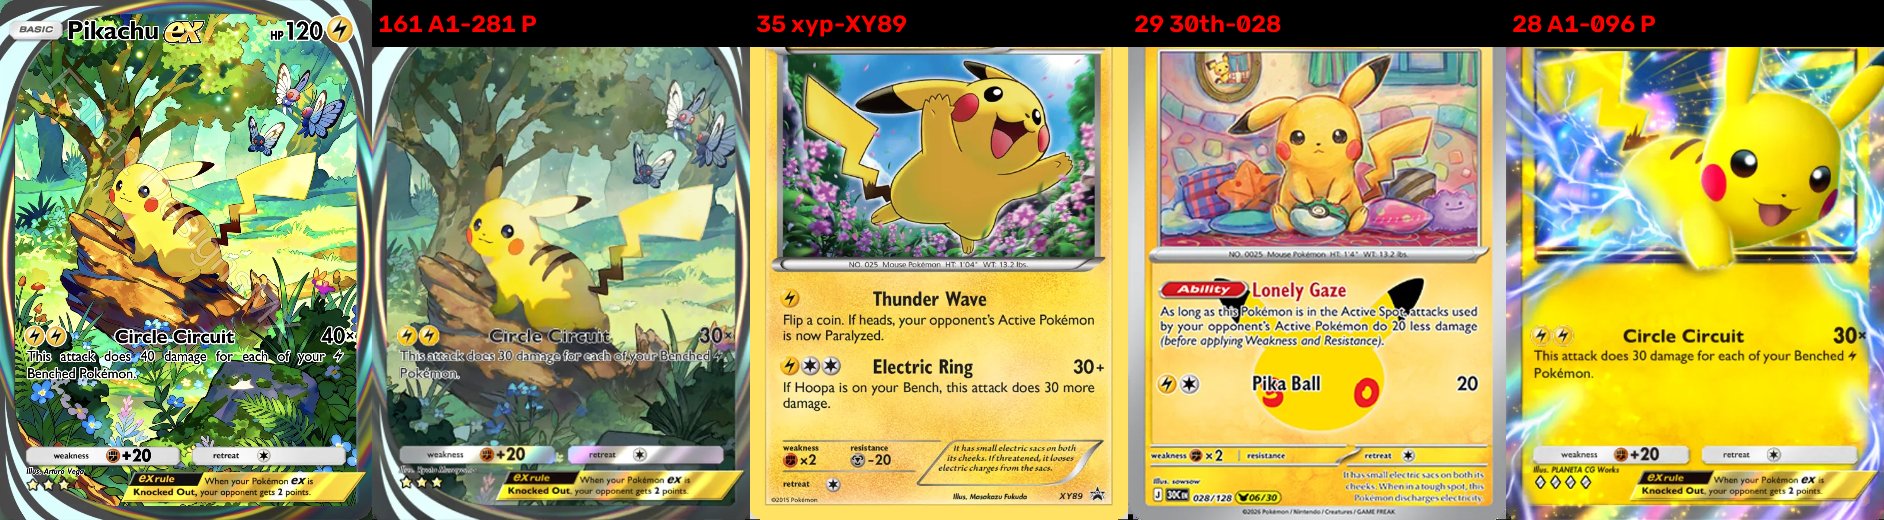 BASIC Pikachu ex HP 120
40×
Circle Circuit
This attack does 40 damage for each of your
Benched Pokémon.
weakness +20 retreat
Illus. Arturo Vega
ex rule When your Pokémon ex is
Knocked Out, your opponent gets 2 points.
161 A1-281 P
Circle Circuit 30×
This attack does 30 damage for each of your Benched
Pokémon.
weakness +20 retreat
ex rule When your Pokémon ex is
Knocked Out, your opponent gets 2 points.
35 xyp-XY89
NO. 025 Mouse Pokémon HT: 1'04" WT: 13.2 lbs.
Thunder Wave
Flip a coin. If heads, your opponent's Active Pokémon
is now Paralyzed.
Electric Ring 30+
If Hoopa is on your Bench, this attack does 30 more
damage.
weakness ×2 resistance -20
retreat
It has small electric sacs on both
its cheeks. If threatened, it looses
electric charges from the sacs.
©2015 Pokémon
Illus. Masakazu Fukuda XY89
29 30th-028
NO. 0025 Mouse Pokémon HT: 1'4" WT: 13.2 lbs.
Ability Lonely Gaze
As long as this Pokémon is in the Active Spot, attacks used
by your opponent's Active Pokémon do 20 less damage
(before applying Weakness and Resistance).
Pika Ball 20
weakness ×2 resistance retreat
It has small electric sacs on both its
cheeks. When in a tough spot, this
Pokémon discharges electricity.
Illus. sowsow
J 30C EN 028/128 06/30
©2026 Pokémon / Nintendo / Creatures / GAME FREAK
28 A1-096 P
Circle Circuit 30×
This attack does 30 damage for each of your Benched
Pokémon.
weakness +20 retreat
Illus. PLANETA CG Works
ex rule When your Pokémon ex is
Knocked Out, your opponent gets 2 points.